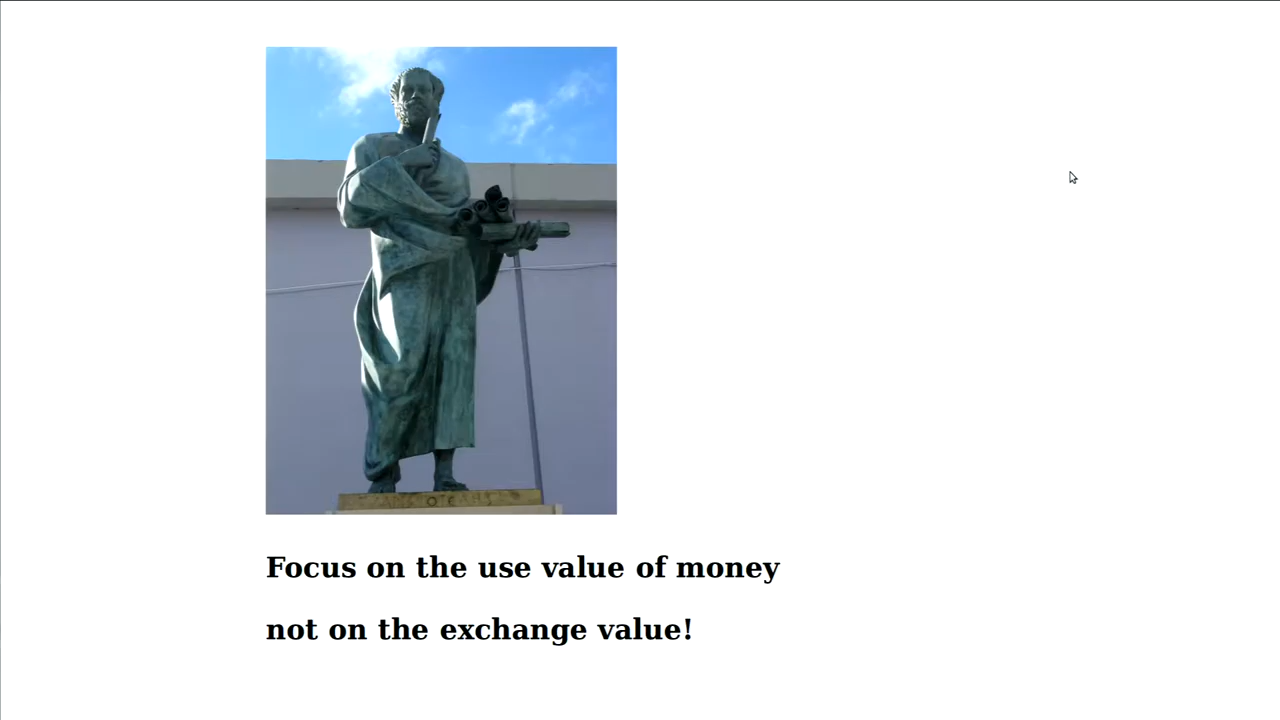 Focus on the use value of money
not on the exchange value!